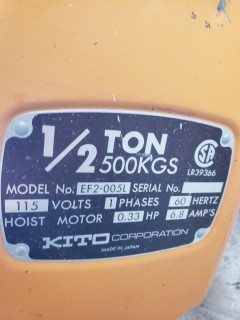 1/2 TON
500KGS
SA
LR39366
MODEL No. EF2-005L SERIAL No.
115 VOLTS 1 PHASES 60 HERTZ
HOIST MOTOR 0.33 HP 6.8 AMP'S
KITO CORPORATION
MADE IN JAPAN